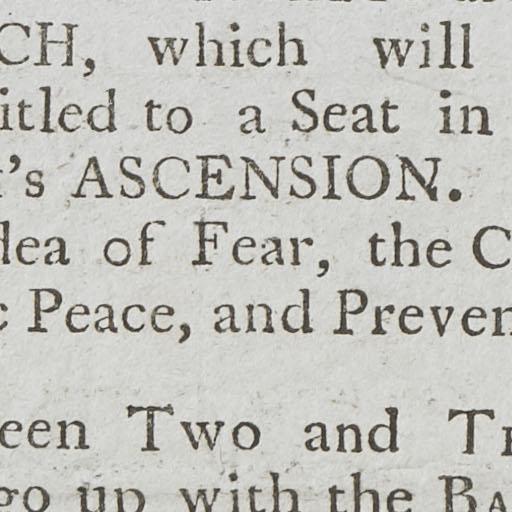 CH, which will
itled to a Seat in
's ASCENSION.
dea of Fear, the C
c Peace, and Preven
een Two and T
go up with the BA